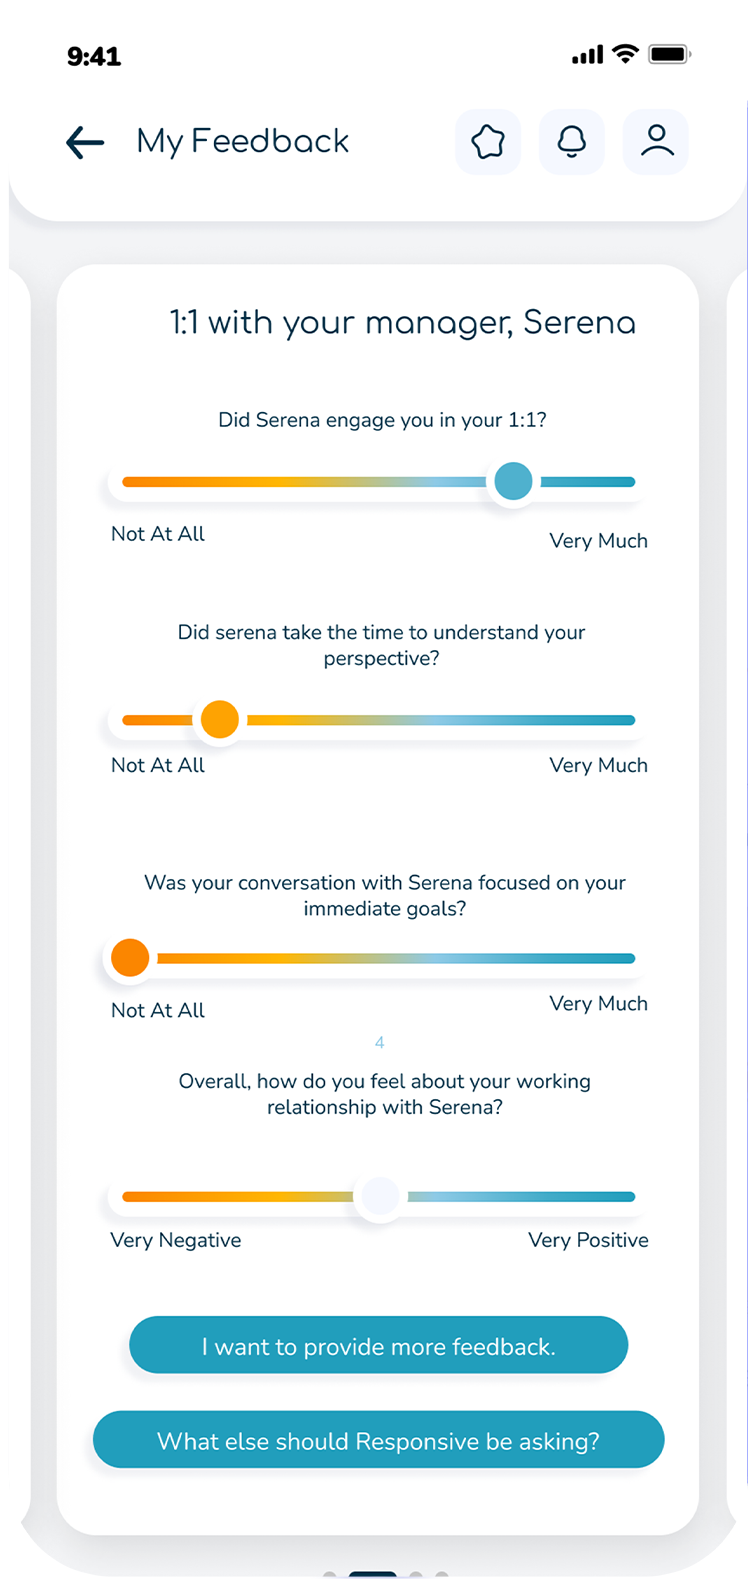 9:41
My Feedback
1:1 with your manager, Serena
Did Serena engage you in your 1:1?
Not At All
Very Much
Did serena take the time to understand your
perspective?
Not At All
Very Much
Was your conversation with Serena focused on your
immediate goals?
Not At All
Very Much
4
Overall, how do you feel about your working
relationship with Serena?
Very Negative
Very Positive
I want to provide more feedback.
What else should Responsive be asking?